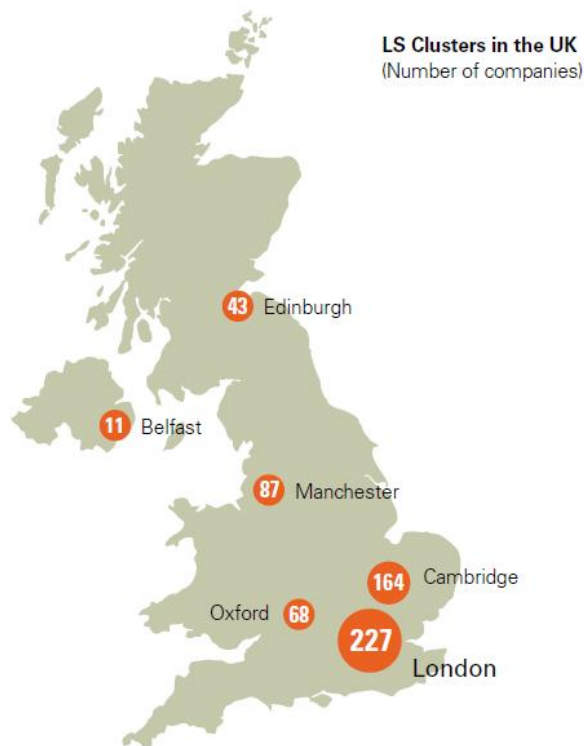 LS Clusters in the UK
(Number of companies)
43 Edinburgh
11 Belfast
87 Manchester
164 Cambridge
Oxford 68
227
London